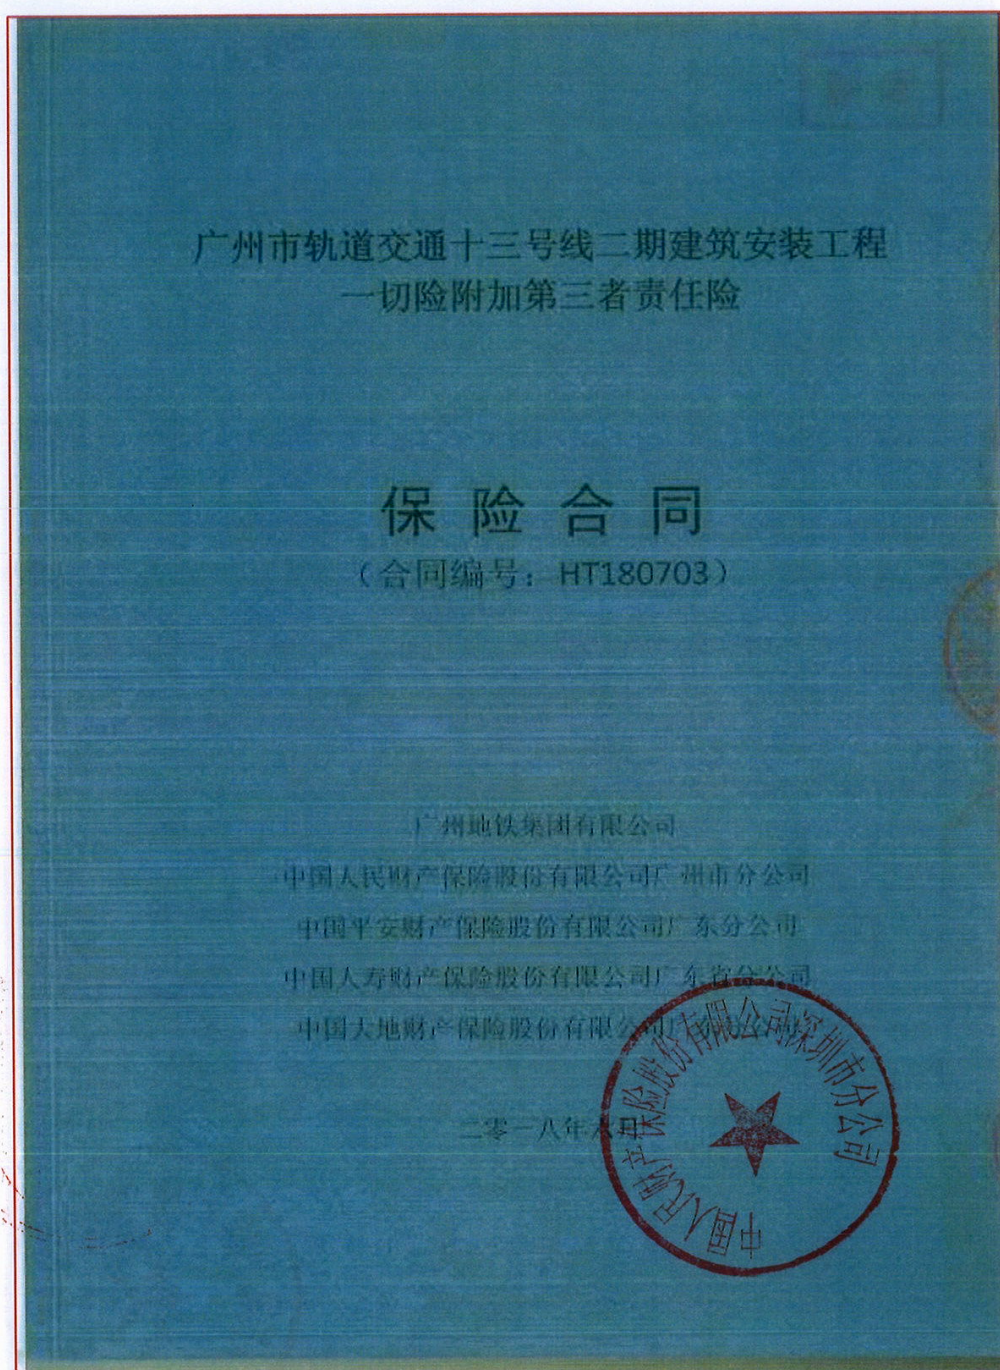 广州市轨道交通十三号线二期建筑安装工程
一切险附加第三者责任险
保险合同
（合同编号：HT180703）
广州地铁集团有限公司
中国人民财产保险股份有限公司广州市分公司
中国平安财产保险股份有限公司广东分公司
中国人寿财产保险股份有限公司广东省分公司
中国大地财产保险股份有限公司广东分公司
二零一八年六月
中国人民财产保险股份有限公司深圳市分公司